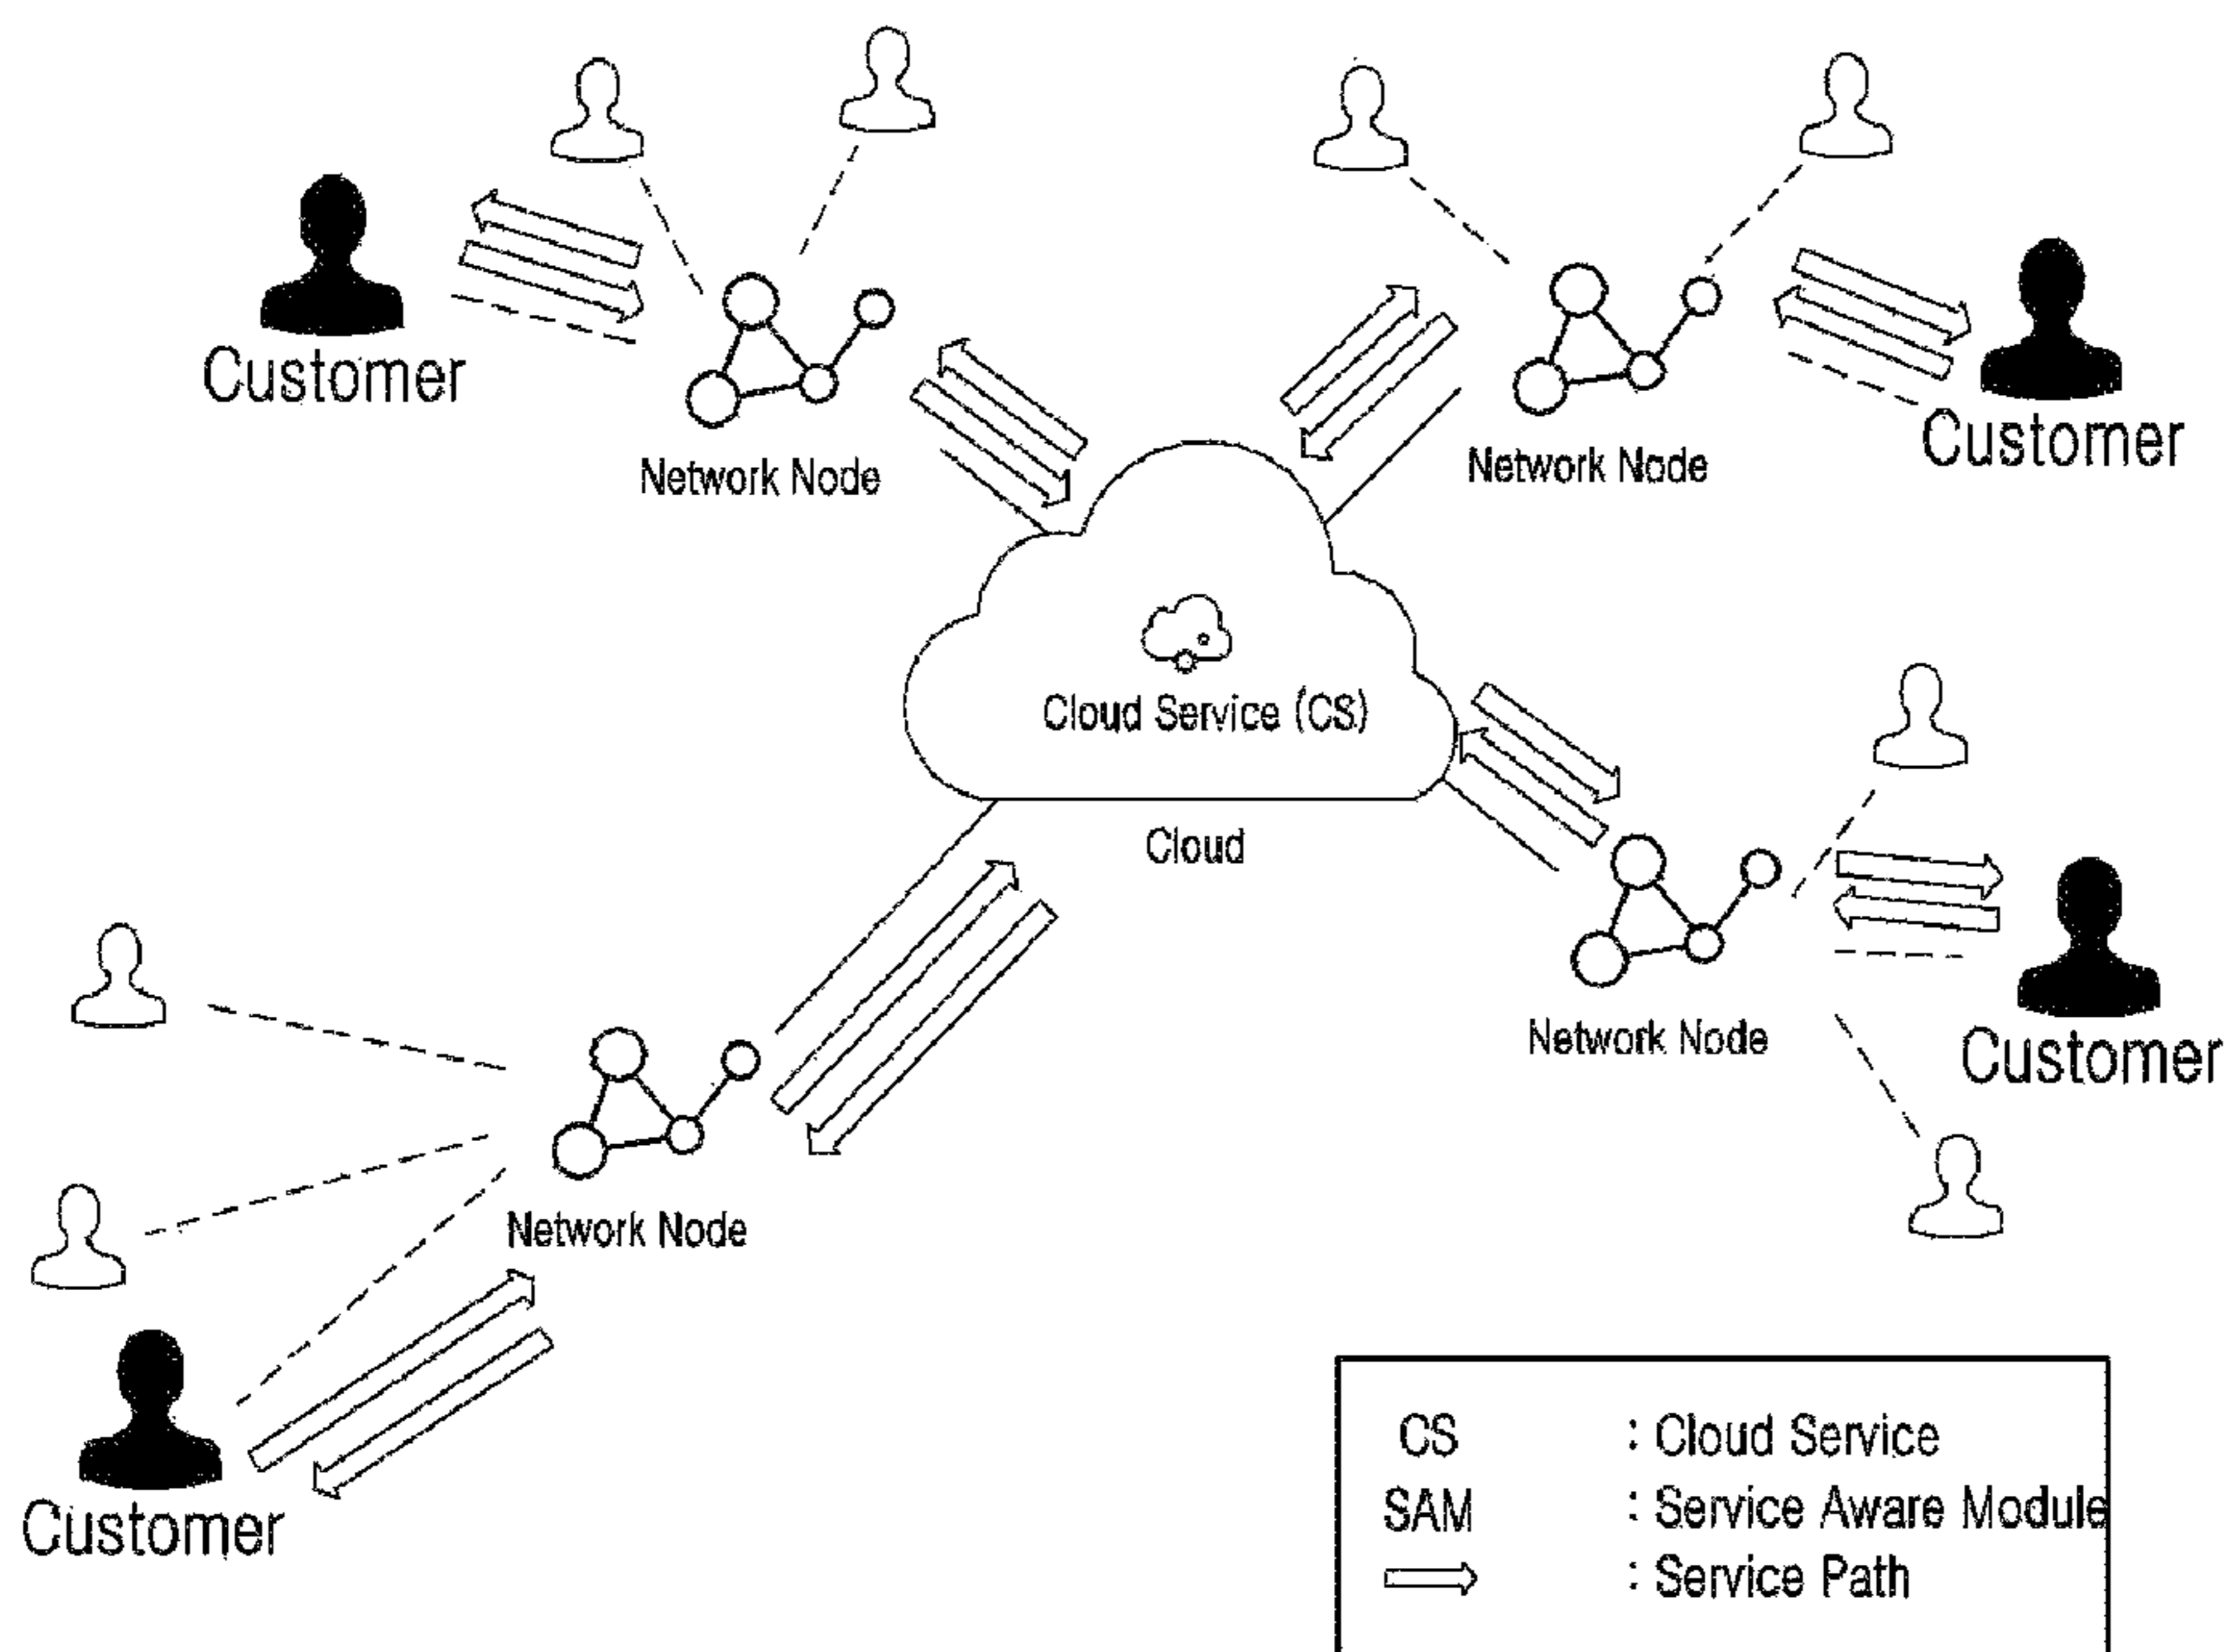 Customer
Network Node
Network Node
Customer
Cloud Service (CS)
Cloud
Network Node
Customer
Network Node
Customer
CS : Cloud Service
SAM : Service Aware Module
: Service Path